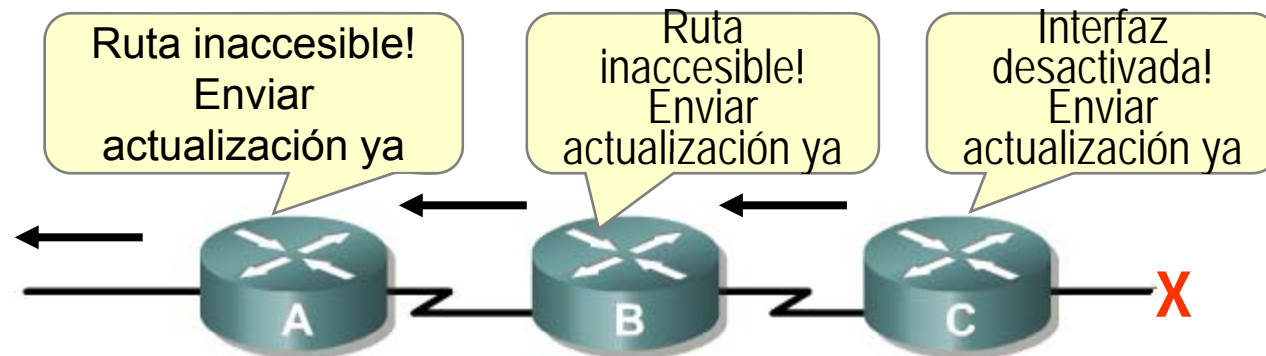 Ruta inaccesible!
Enviar
actualización ya
Ruta
inaccesible!
Enviar
actualización ya
Interfaz
desactivada!
Enviar
actualización ya
A
B
C
X